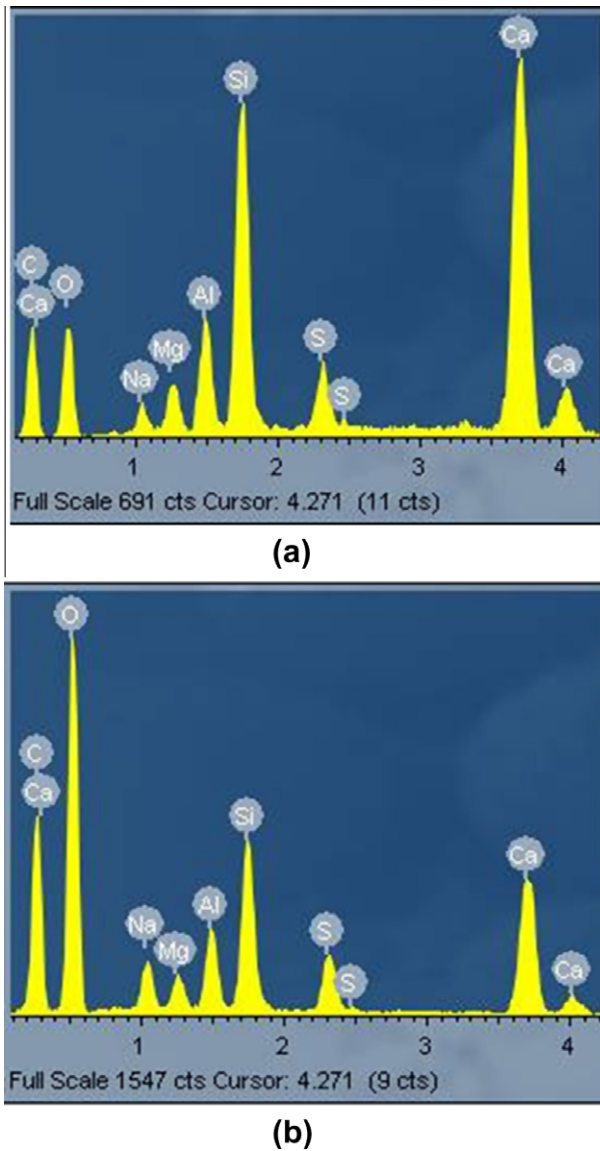 Ca
Si
C
O
Ca
Al
S
Mg
Ca
Na
S
1 2 3 4
Full Scale 691 cts Cursor: 4.271 (11 cts)
(a)
O
C
Ca
Si
Ca
Al
Na
S
Mg
Ca
S
1 2 3 4
Full Scale 1547 cts Cursor: 4.271 (9 cts)
(b)